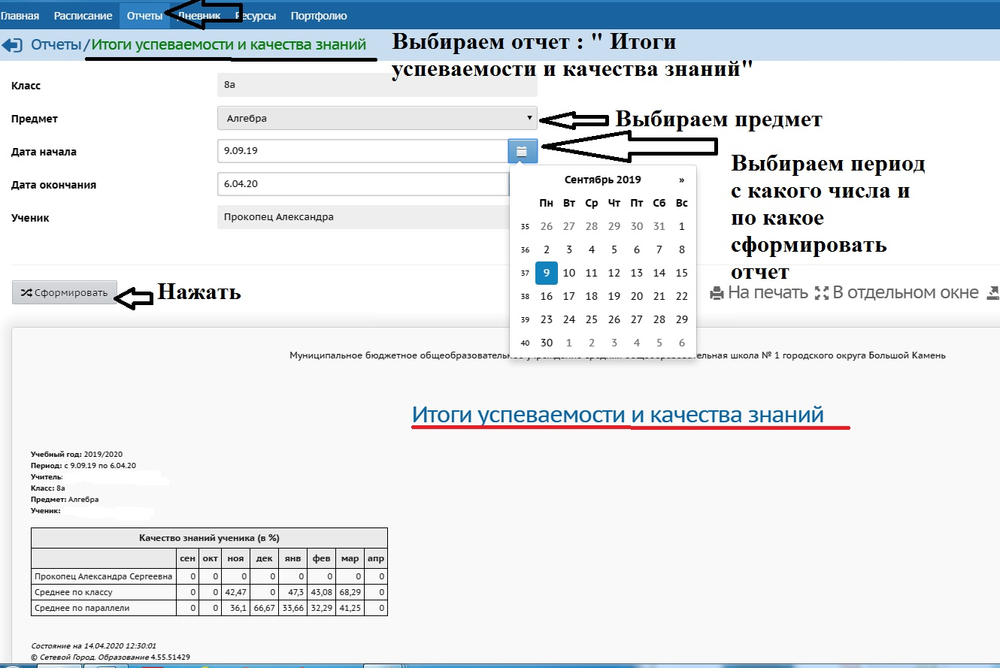 Главная Расписание Отчеты Дневник Ресурсы Портфолио
Отчеты / Итоги успеваемости и качества знаний
Выбираем отчет : " Итоги
успеваемости и качества знаний"
Класс 8а
Предмет Алгебра
Выбираем предмет
Дата начала 9.09.19
Дата окончания 6.04.20
Ученик Прокопец Александра
Выбираем период
с какого числа и
по какое
сформировать
отчет
Сентябрь 2019 »
Пн Вт Ср Чт Пт Сб Вс
35 26 27 28 29 30 31 1
36 2 3 4 5 6 7 8
37 9 10 11 12 13 14 15
38 16 17 18 19 20 21 22
39 23 24 25 26 27 28 29
40 30 1 2 3 4 5 6
Сформировать
Нажать
На печать В отдельном окне
Муниципальное бюджетное общеобразовательное учреждение средняя общеобразовательная школа № 1 городского округа Большой Камень
Итоги успеваемости и качества знаний
Учебный год: 2019/2020
Период: с 9.09.19 по 6.04.20
Учитель:
Класс: 8а
Предмет: Алгебра
Ученик:
Качество знаний ученика (в %)
сен окт ноя дек янв фев мар апр
Прокопец Александра Сергеевна 0 0 0 0 0 0 0 0
Среднее по классу 0 0 42,47 0 47,3 43,08 68,29 0
Среднее по параллели 0 0 36,1 66,67 33,66 32,29 41,25 0
Состояние на 14.04.2020 12:30:01
© Сетевой Город. Образование 4.55.51429